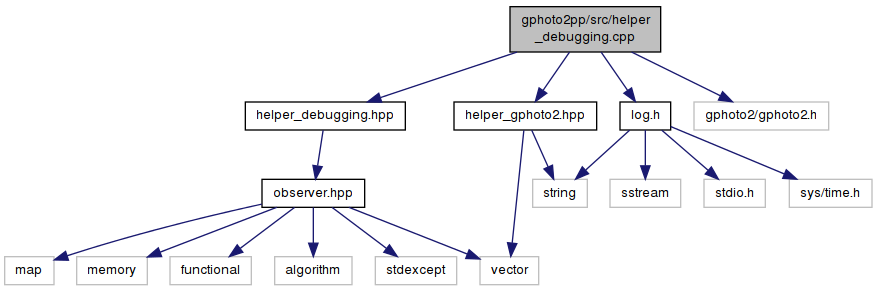 gphoto2pp/src/helper
_debugging.cpp
helper_debugging.hpp
helper_gphoto2.hpp
log.h
gphoto2/gphoto2.h
observer.hpp
string
sstream
stdio.h
sys/time.h
map
memory
functional
algorithm
stdexcept
vector